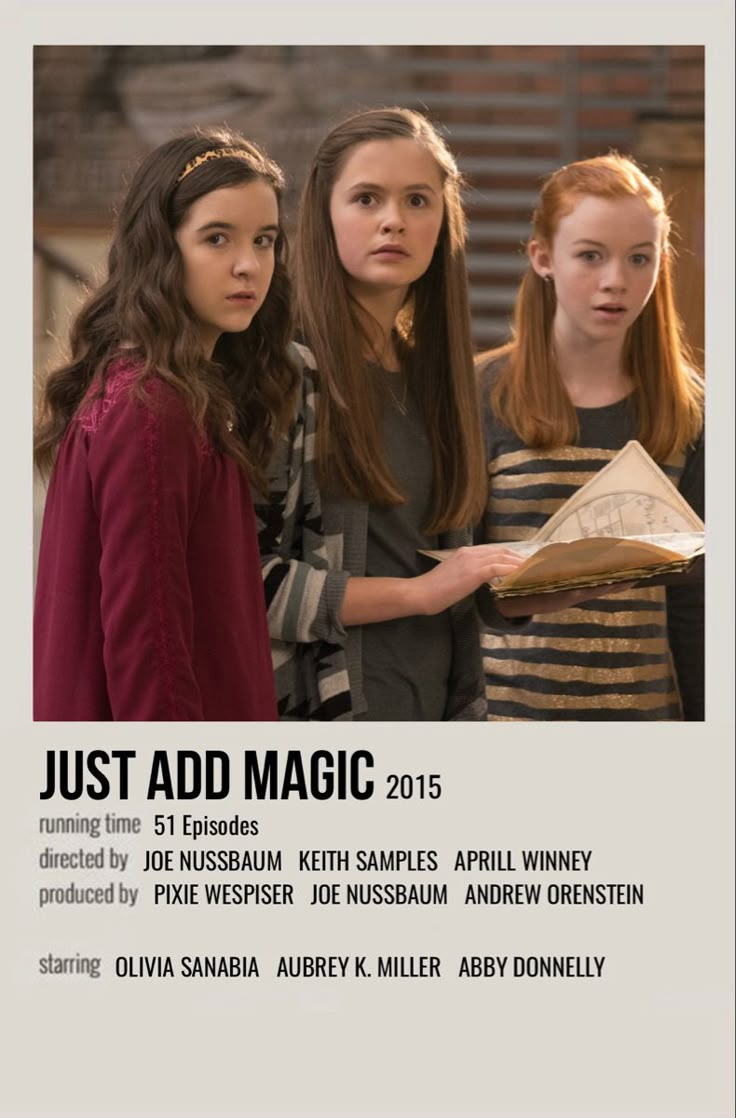 JUST ADD MAGIC 2015
running time 51 Episodes
directed by JOE NUSSBAUM KEITH SAMPLES APRILL WINNEY
produced by PIXIE WESPISER JOE NUSSBAUM ANDREW ORENSTEIN
starring OLIVIA SANABIA AUBREY K. MILLER ABBY DONNELLY